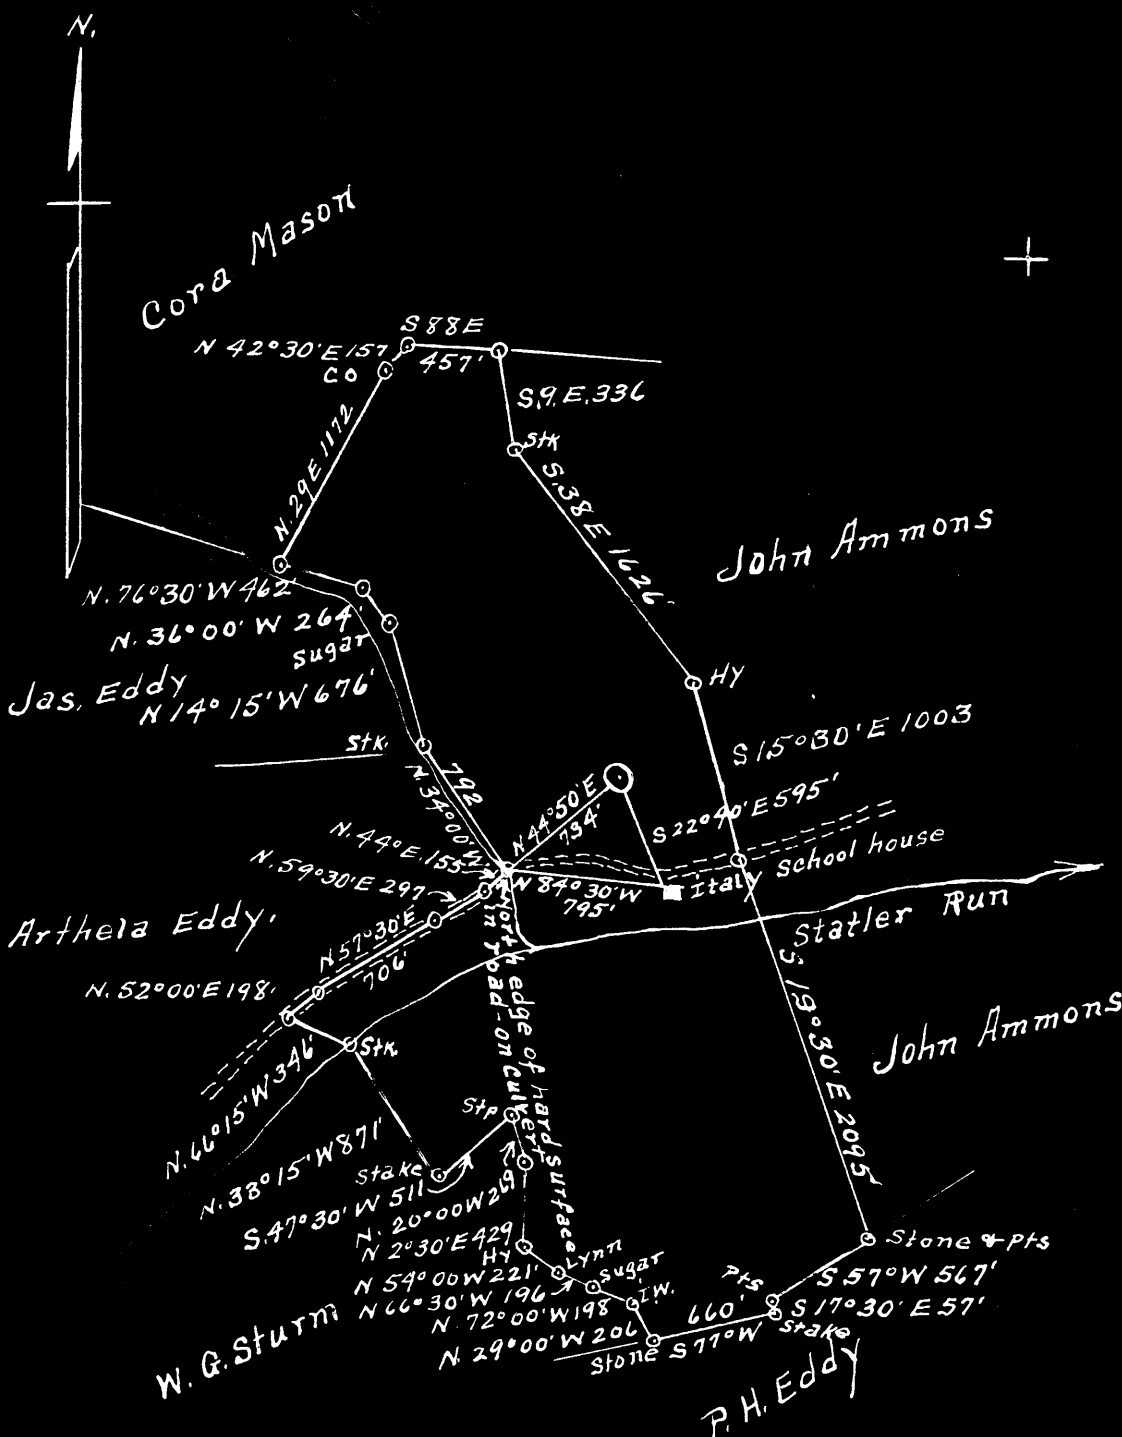 N.
Cora Mason
S 88 E
457'
N 42°30' E 157
CO
S.9.E.336
Stk
N. 29 E 1172
S.38 E 1626
John Ammons
N. 76°30' W 462'
N. 36°00' W 264'
Sugar
Jas. Eddy
N 14° 15' W 676'
Hy
S 15°30' E 1003
Stk.
792
N. 34°00' W
N 44°50' E
734'
S 22°40' E 595'
N. 44° E. 155
N. 59°30' E 297
N 84°30' W
795'
Italy School house
Arthela Eddy.
Statler Run
N 57°30' E
706'
N. 52°00' E 198.
North edge of hard surface
in road - on culvert
S 19°30' E 2095'
John Ammons
Stk.
N. 66°15' W 346'
Stp
N. 38°15' W 871'
Stake
S. 47°30' W 511
N. 20°00 W 269
N 2°30' E 429
Hy
Stone & Pts
N 54°00 W 221'
Lynn
S 57° W 567'
N 66°30' W 196
Sugar
Pts
N. 72°00' W 198
I.W.
660'
S 17°30' E 57'
Stake
N. 29°00' W 206
Stone S 77° W
W. G. Sturm
P. H. Eddy